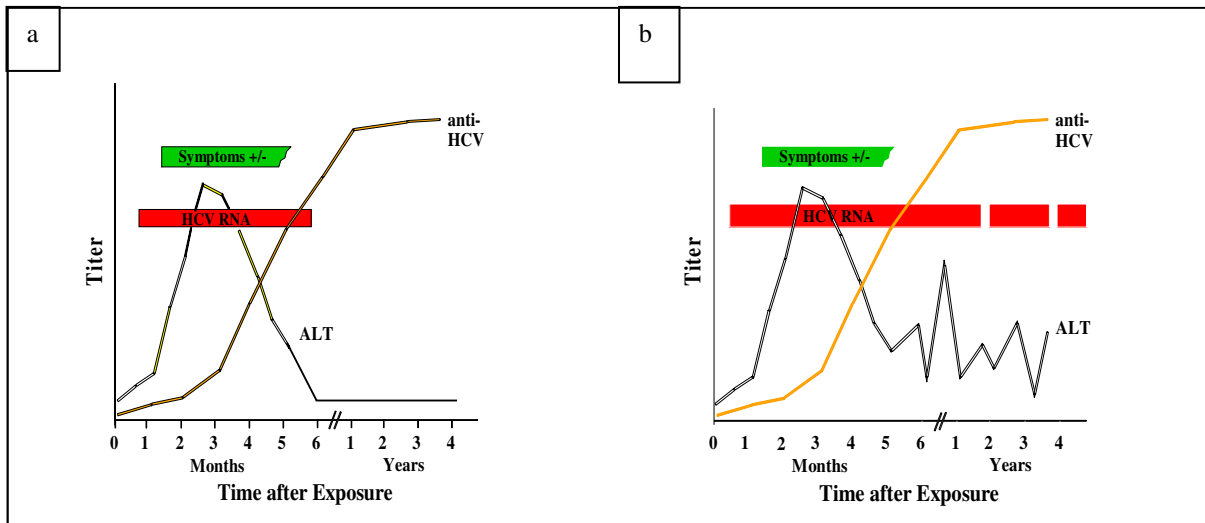 a
anti-
HCV
Symptoms +/-
HCV RNA
Titer
ALT
0 1 2 3 4 5 6 1 2 3 4
Months Years
Time after Exposure
b
anti-
HCV
Symptoms +/-
HCV RNA
Titer
ALT
0 1 2 3 4 5 6 1 2 3 4
Months Years
Time after Exposure